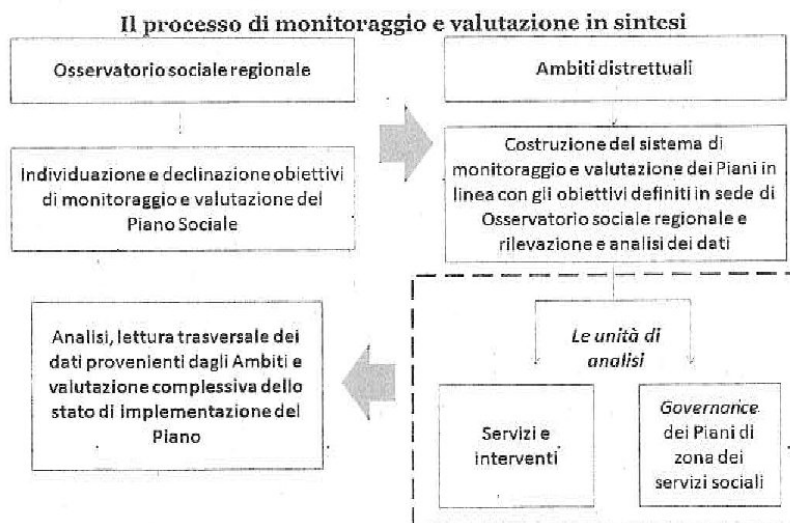 Il processo di monitoraggio e valutazione in sintesi
Osservatorio sociale regionale
Ambiti distrettuali
Individuazione e declinazione obiettivi
di monitoraggio e valutazione del
Piano Sociale
Costruzione del sistema di
monitoraggio e valutazione dei Piani in
linea con gli obiettivi definiti in sede di
Osservatorio sociale regionale e
rilevazione e analisi dei dati
Analisi, lettura trasversale dei
dati provenienti dagli Ambiti e
valutazione complessiva dello
stato di implementazione del
Piano
Le unità di
analisi
Servizi e
interventi
Governance
dei Piani di
zona dei
servizi sociali